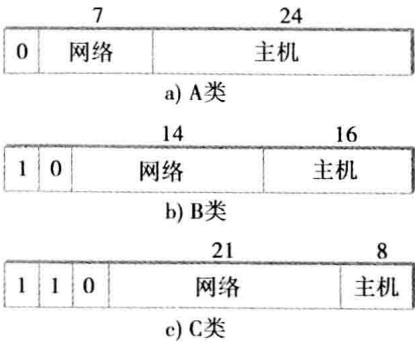 7 24
0 网络 主机
a) A类
14 16
1 0 网络 主机
b) B类
21 8
1 1 0 网络 主机
c) C类